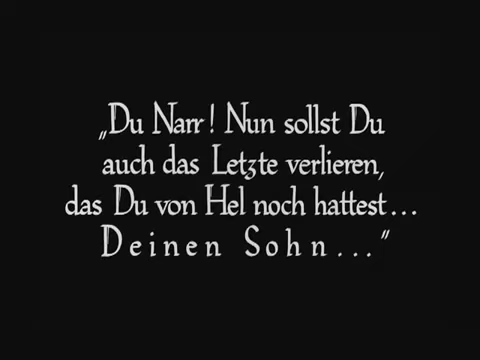 „Du Narr! Nun sollst Du
auch das Letzte verlieren,
das Du von Hel noch hattest...
Deinen Sohn..."